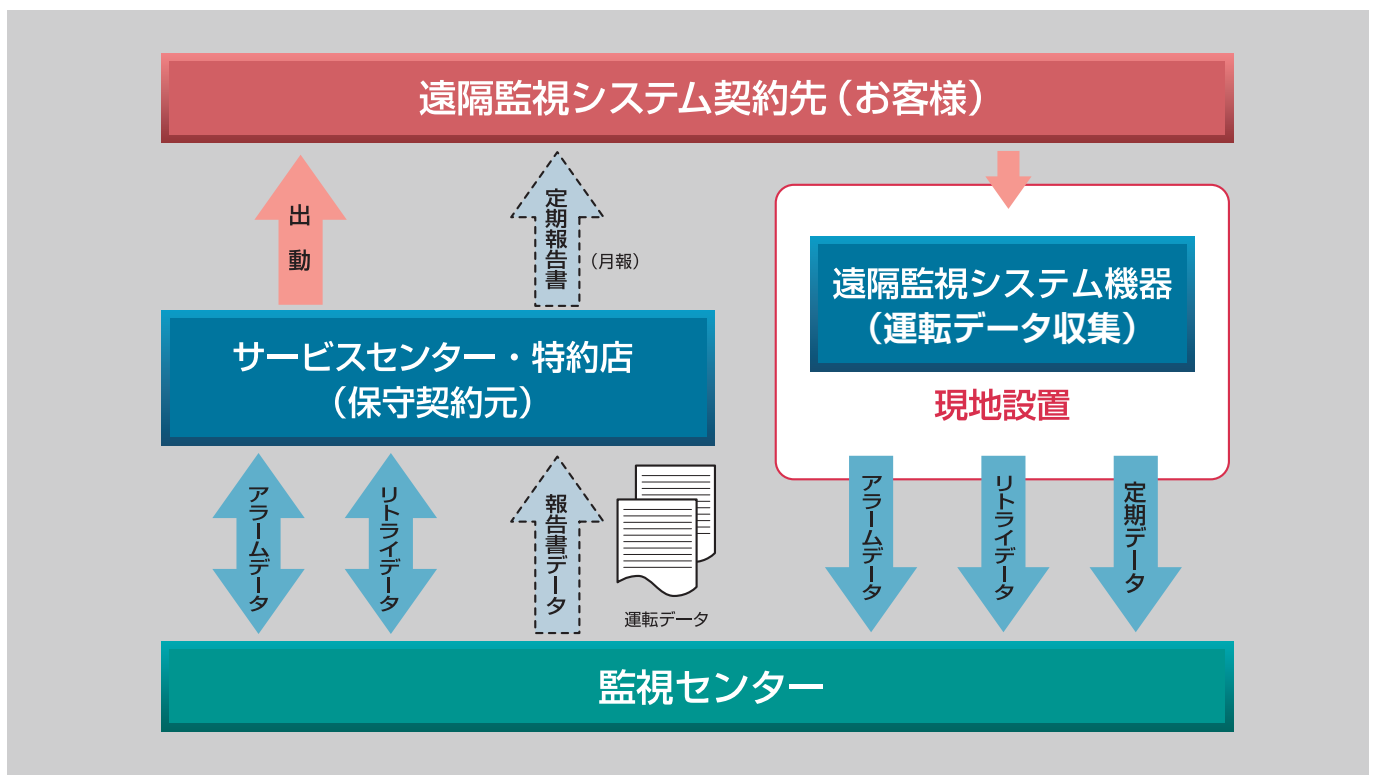 遠隔監視システム契約先（お客様）
出動
定期報告書
（月報）
遠隔監視システム機器
（運転データ収集）
現地設置
サービスセンター・特約店
（保守契約元）
アラームデータ
リトライデータ
報告書データ
運転データ
アラームデータ
リトライデータ
定期データ
監視センター